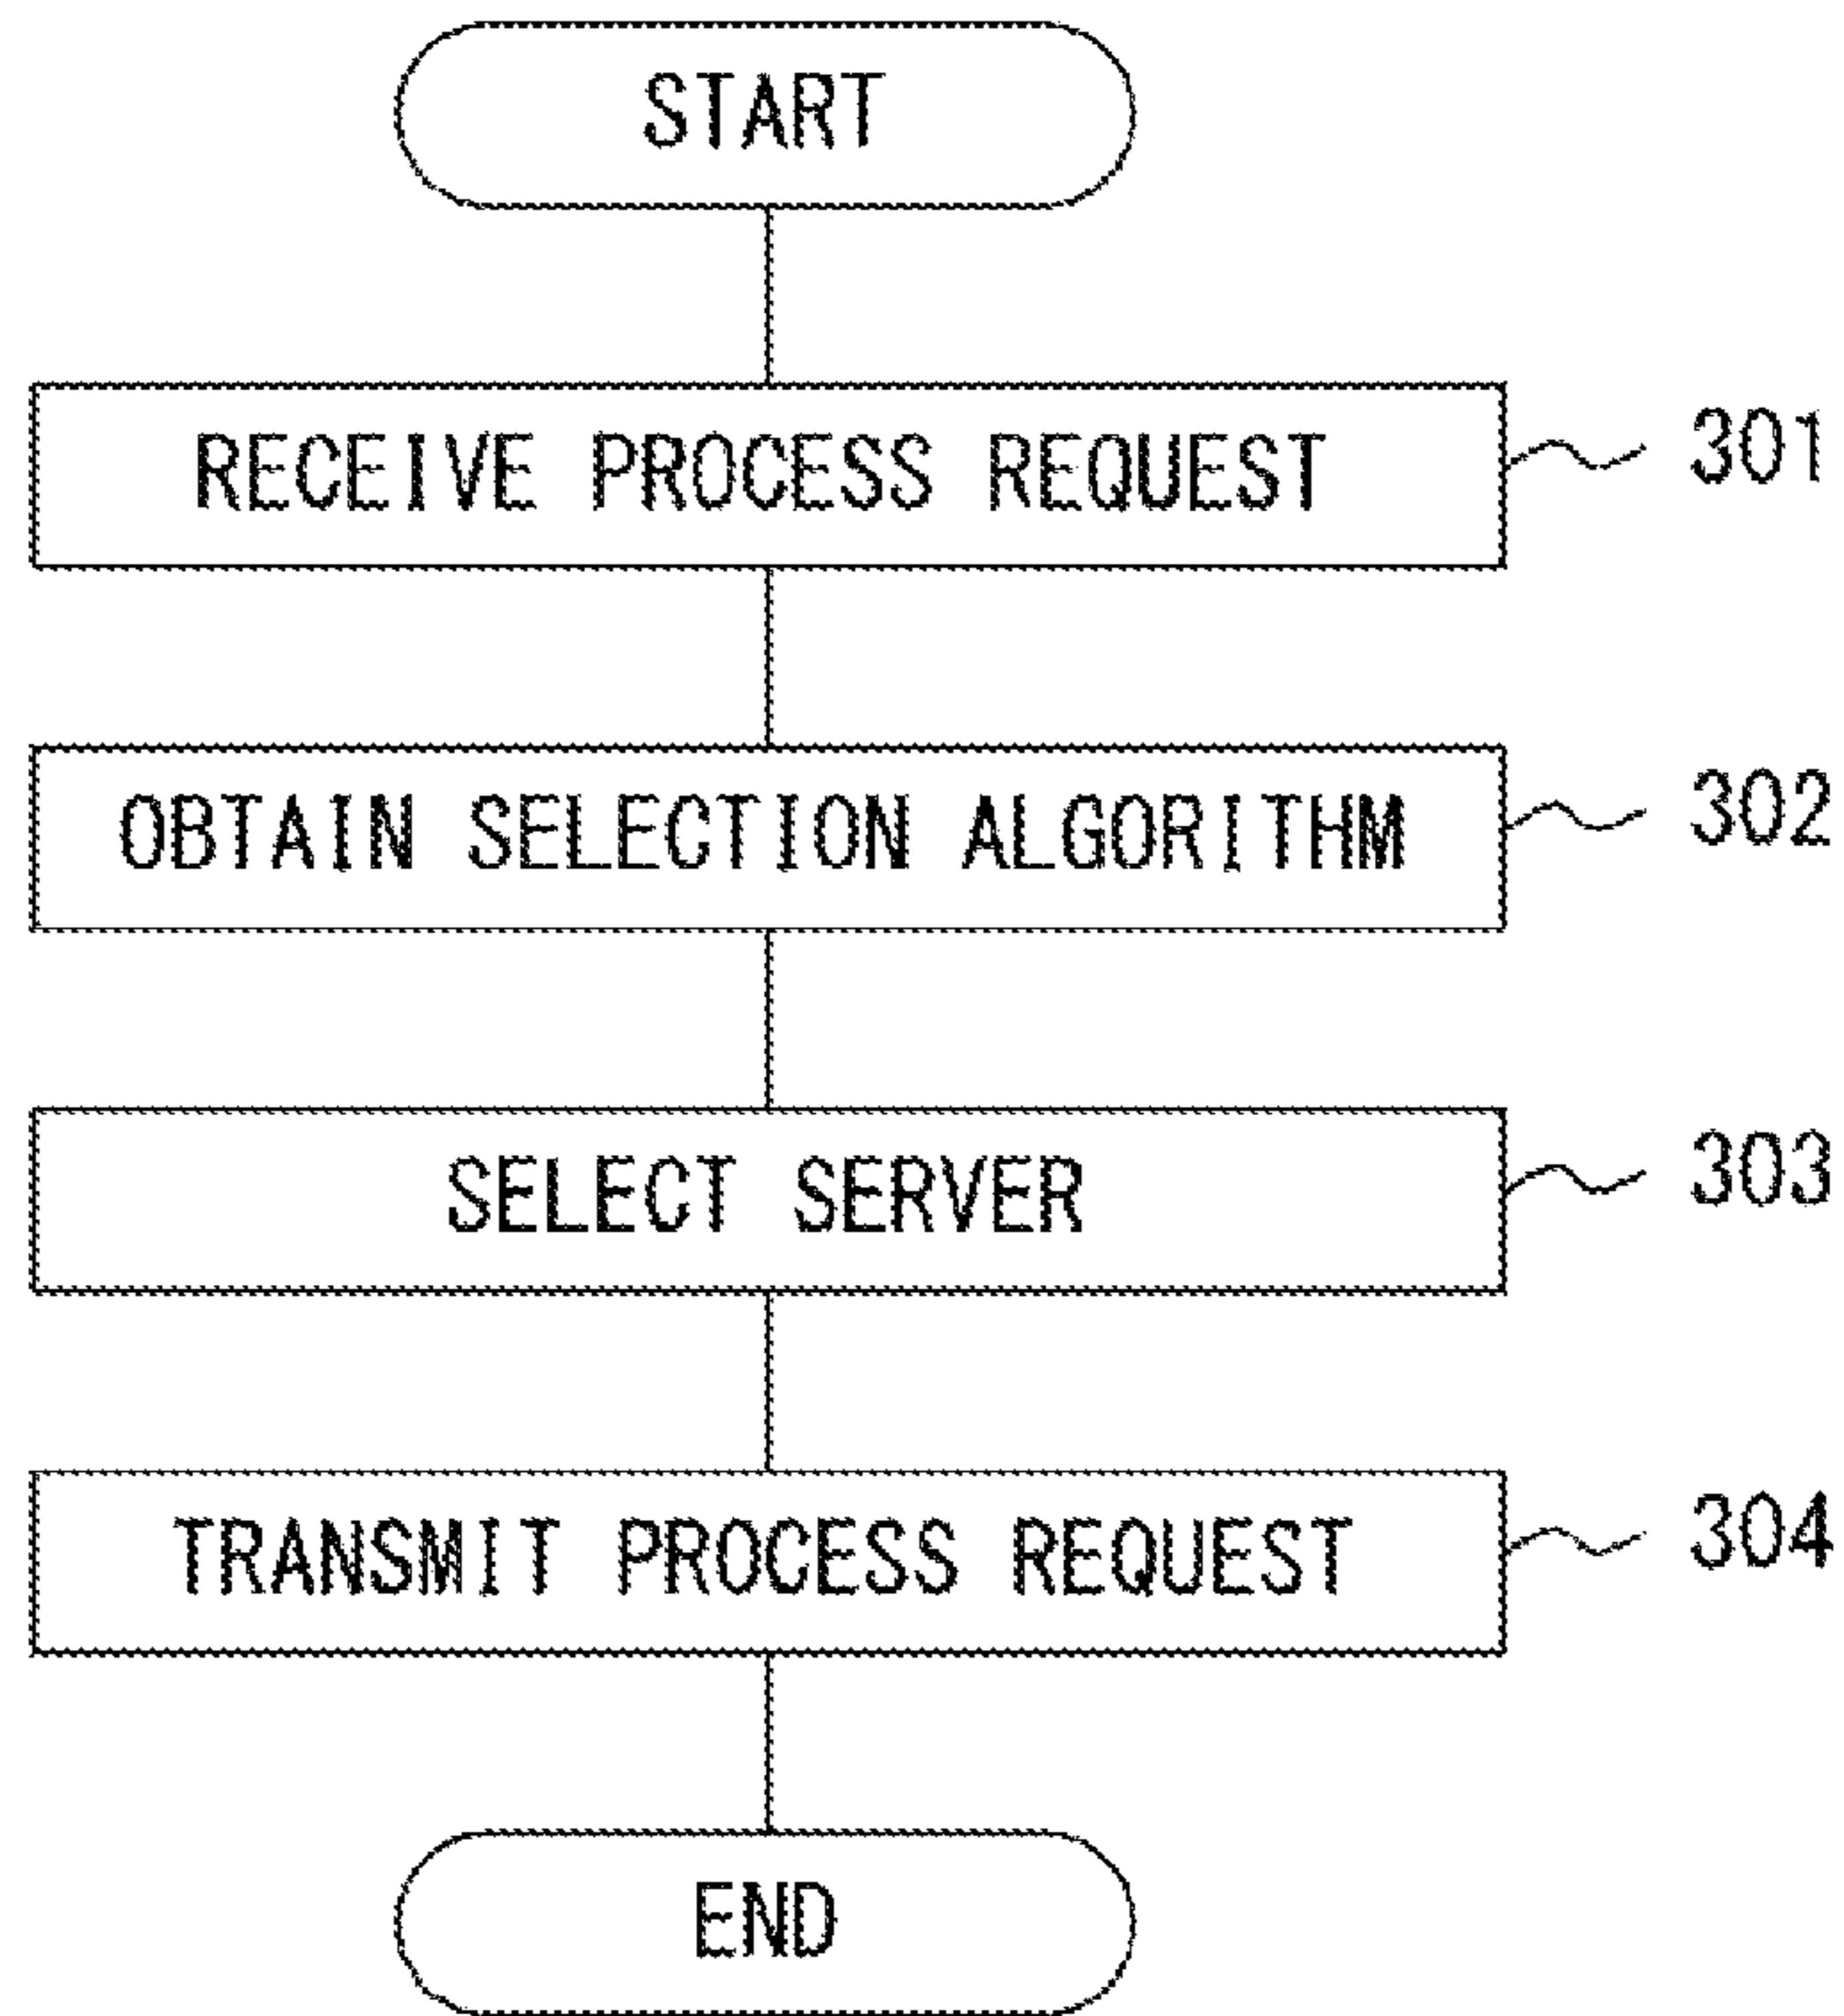 START
RECEIVE PROCESS REQUEST 301
OBTAIN SELECTION ALGORITHM 302
SELECT SERVER 303
TRANSMIT PROCESS REQUEST 304
END